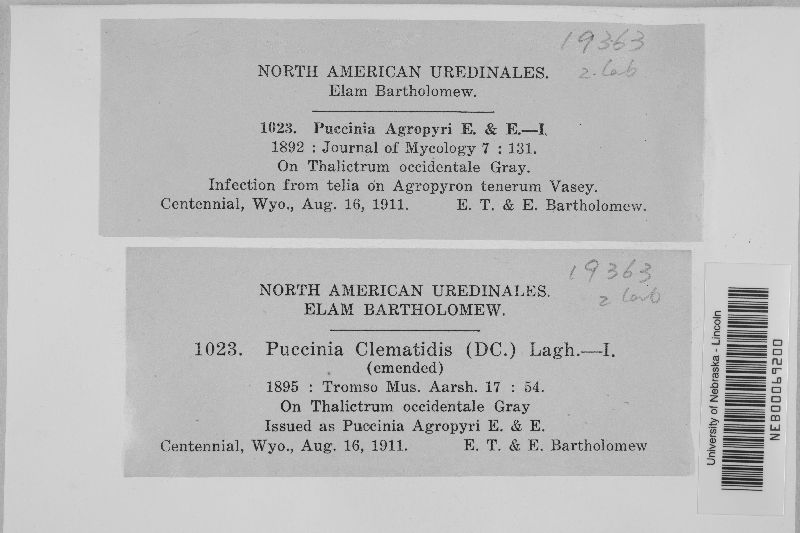 19363
2. Cab
NORTH AMERICAN UREDINALES.
Elam Bartholomew.
1023. Puccinia Agropyri E. & E.—I.
1892 : Journal of Mycology 7 : 131.
On Thalictrum occidentale Gray.
Infection from telia on Agropyron tenerum Vasey.
Centennial, Wyo., Aug. 16, 1911. E. T. & E. Bartholomew.
19363
2 Cab
NORTH AMERICAN UREDINALES.
ELAM BARTHOLOMEW.
1023. Puccinia Clematidis (DC.) Lagh.—I.
(emended)
1895 : Tromso Mus. Aarsh. 17 : 54.
On Thalictrum occidentale Gray
Issued as Puccinia Agropyri E. & E.
Centennial, Wyo., Aug. 16, 1911. E. T. & E. Bartholomew
University of Nebraska - Lincoln
NEB00069200